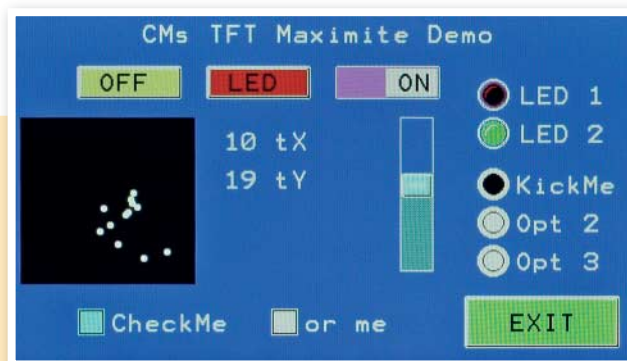 CMs TFT Maximite Demo
OFF
LED
ON
LED 1
LED 2
10 tX
19 tY
KickMe
Opt 2
Opt 3
CheckMe
or me
EXIT